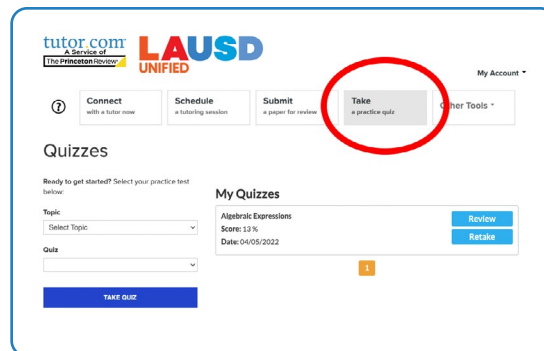 tutor.com
A Service of
The Princeton Review
LAUSD
UNIFIED
My Account
Connect
with a tutor now
Schedule
a tutoring session
Submit
a paper for review
Take
a practice quiz
Other Tools
Quizzes
Ready to get started? Select your practice test
below:
Topic
Select Topic
Quiz
TAKE QUIZ
My Quizzes
Algebraic Expressions
Score: 13 %
Date: 04/05/2022
Review
Retake
1